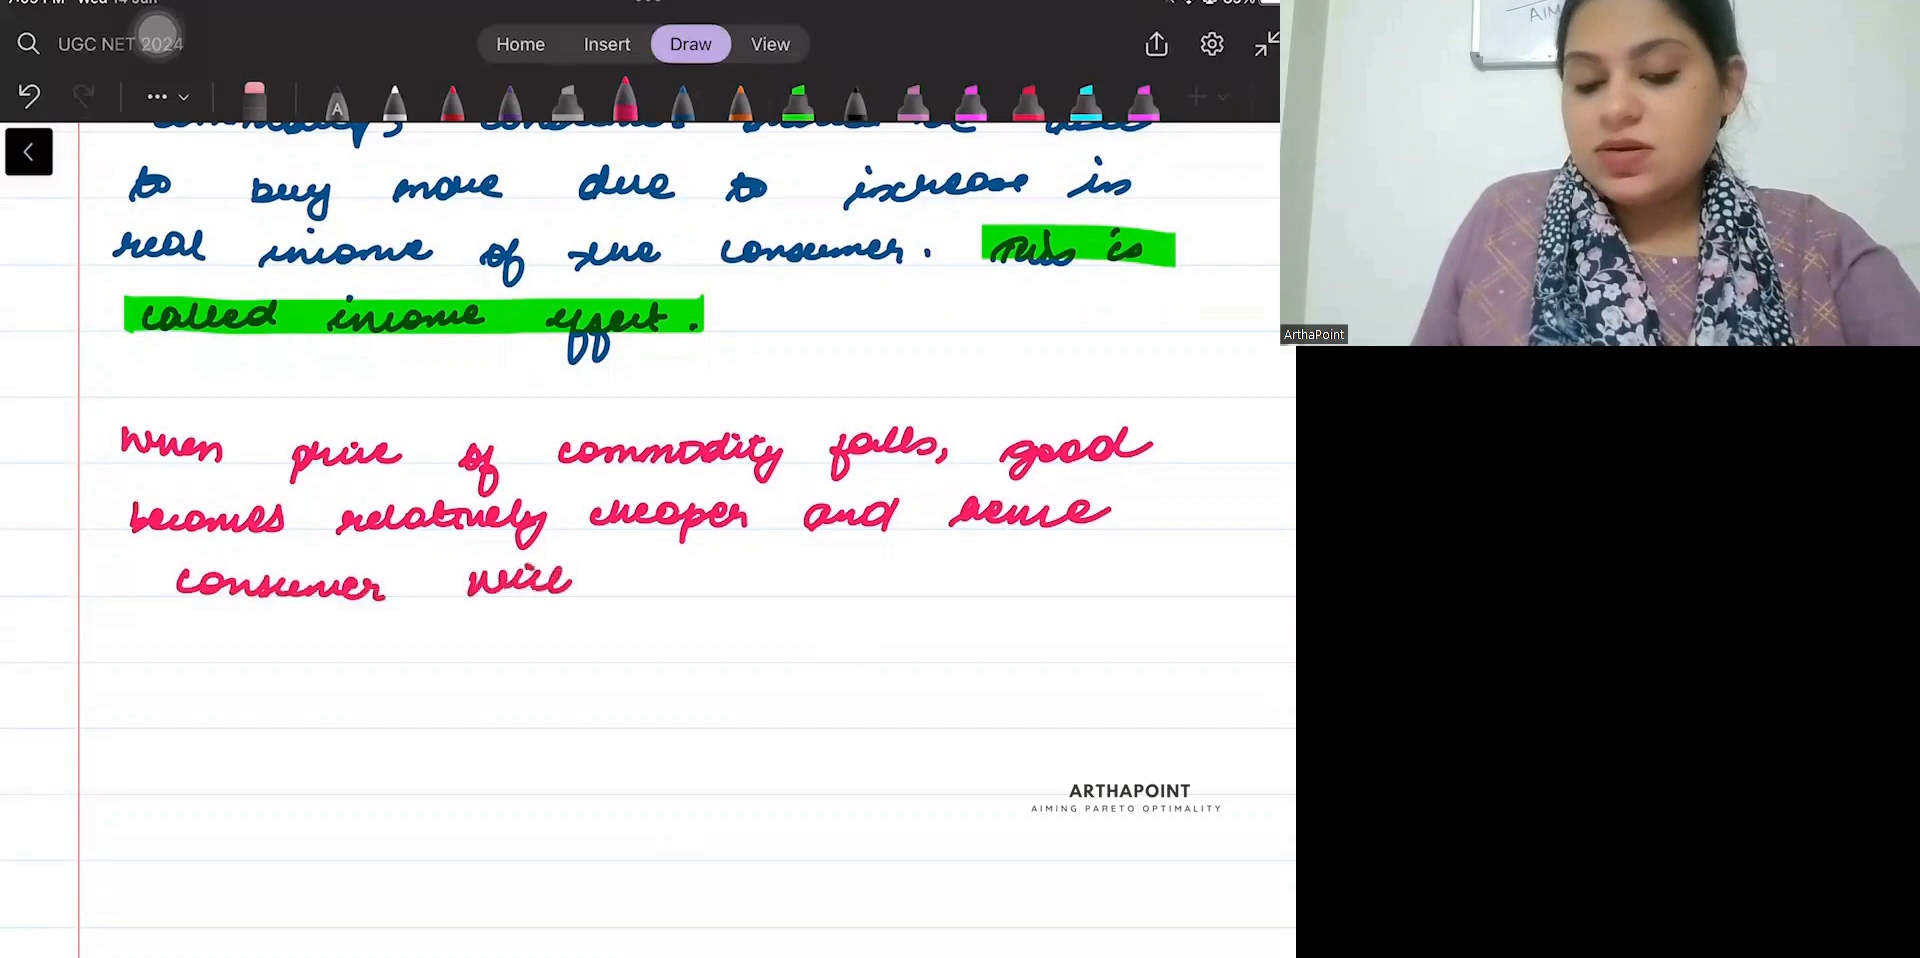 UGC NET 2024
Home Insert Draw View
A
to buy more due to increase in
real income of the consumer. This is
called income effect.
When price of commodity falls, good
becomes relatively cheaper and hence
consumer will
ARTHAPOINT
AIMING PARETO OPTIMALITY
AIM
ArthaPoint